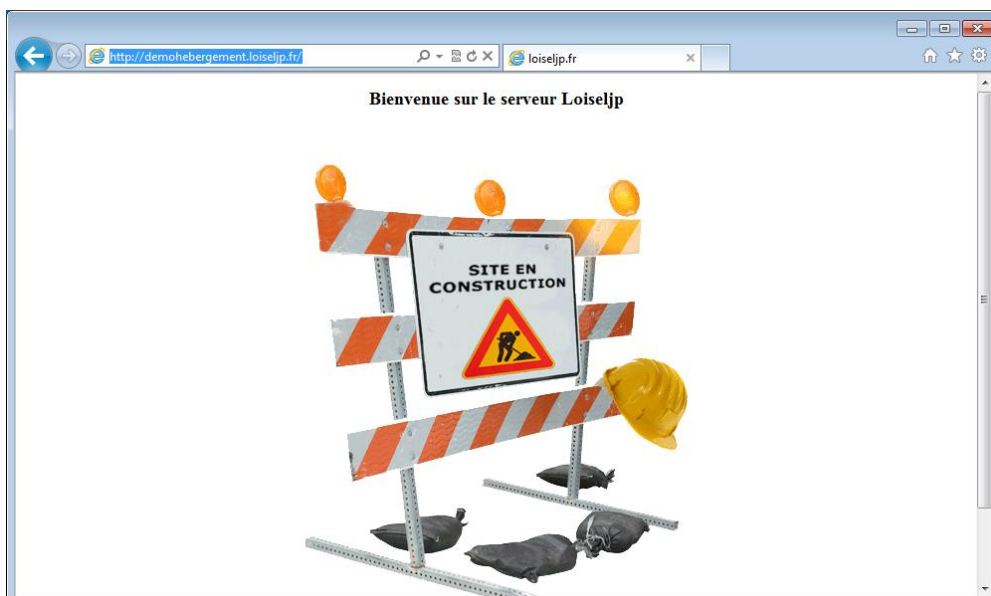 http://demohebergement.loiseljp.fr/
loiseljp.fr
Bienvenue sur le serveur Loiseljp
SITE EN
CONSTRUCTION